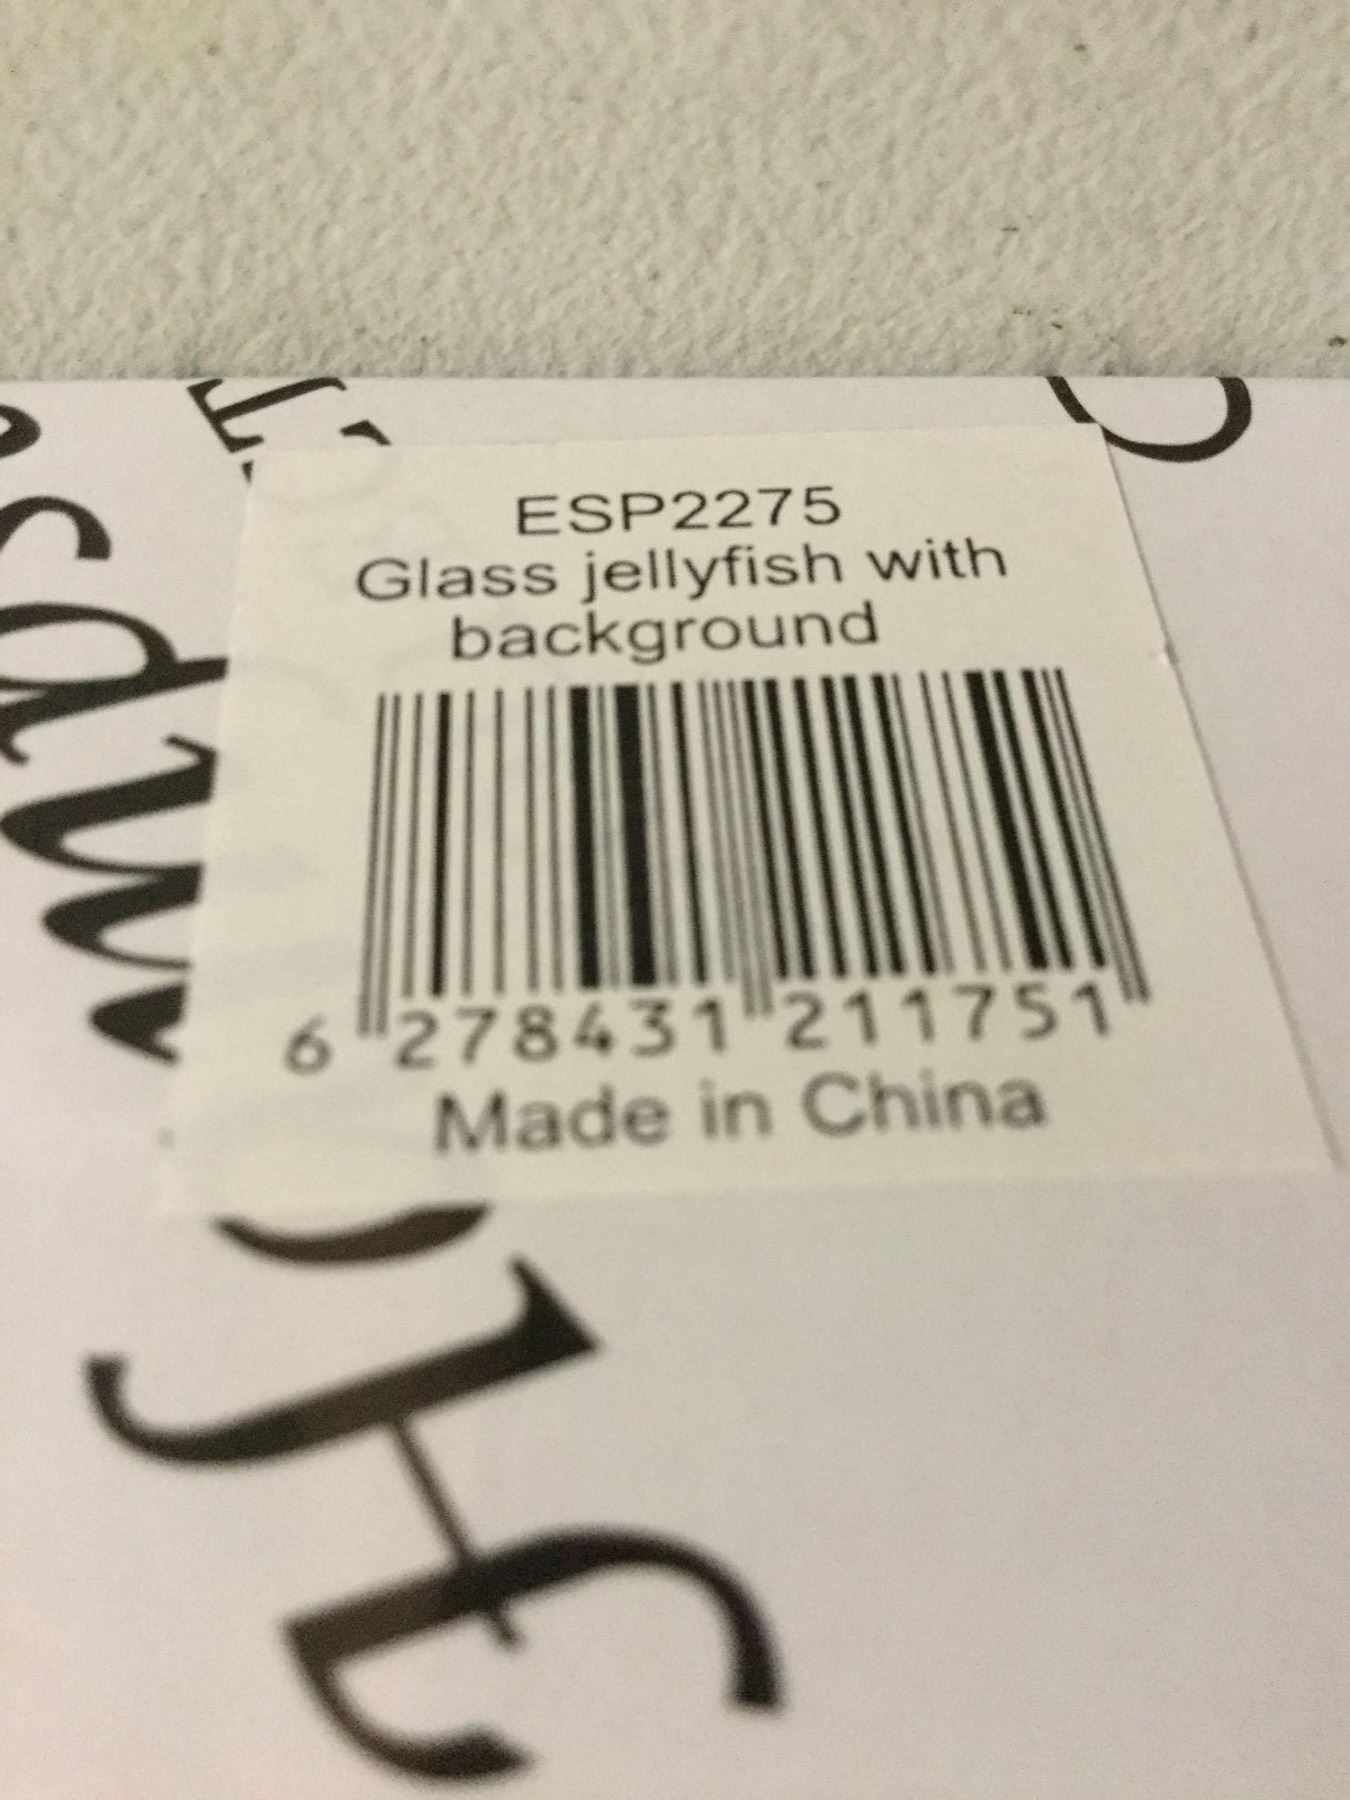 ESP2275
Glass jellyfish with
background
6 278431 211751
Made in China